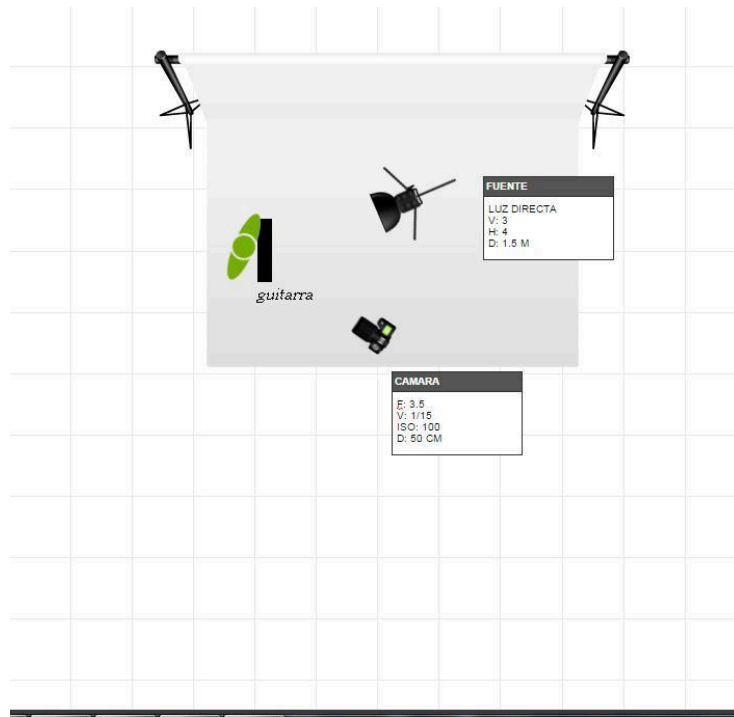 FUENTE
LUZ DIRECTA
V: 3
H: 4
D: 1.5 M
guitarra
CAMARA
F: 3.5
V: 1/15
ISO: 100
D: 50 CM